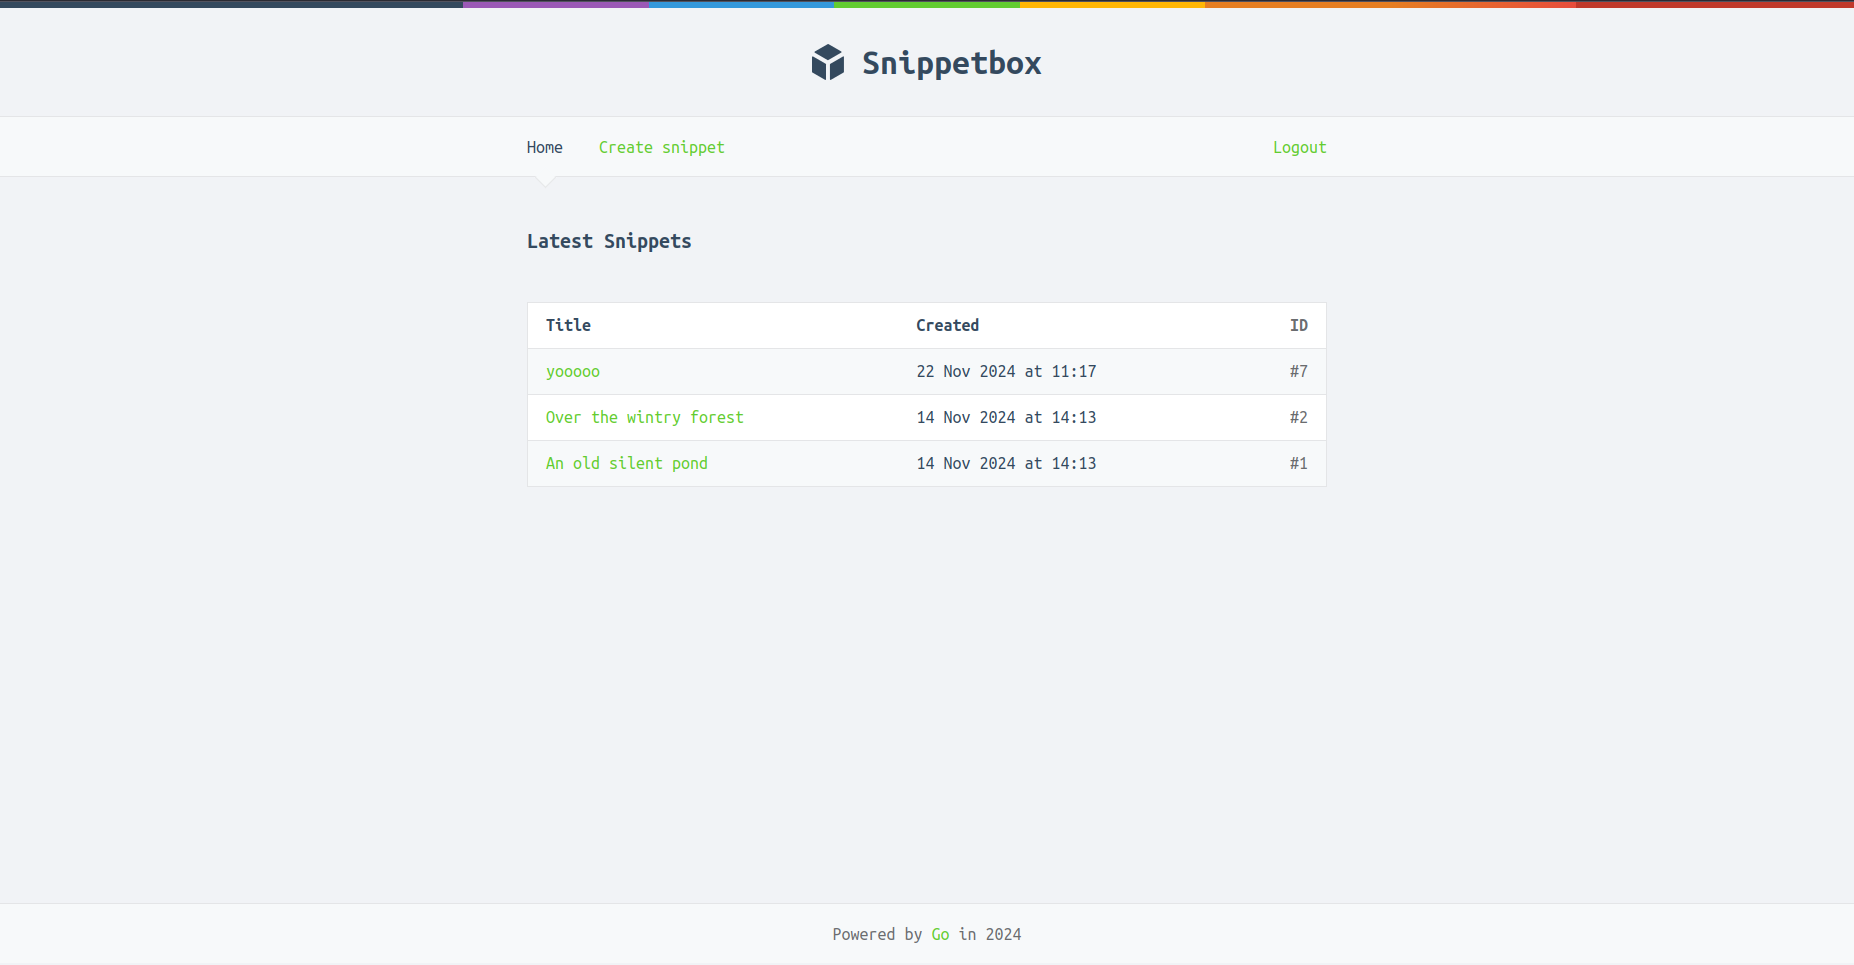 Snippetbox
Home Create snippet Logout
Latest Snippets
Title Created ID
yooooo 22 Nov 2024 at 11:17 #7
Over the wintry forest 14 Nov 2024 at 14:13 #2
An old silent pond 14 Nov 2024 at 14:13 #1
Powered by Go in 2024